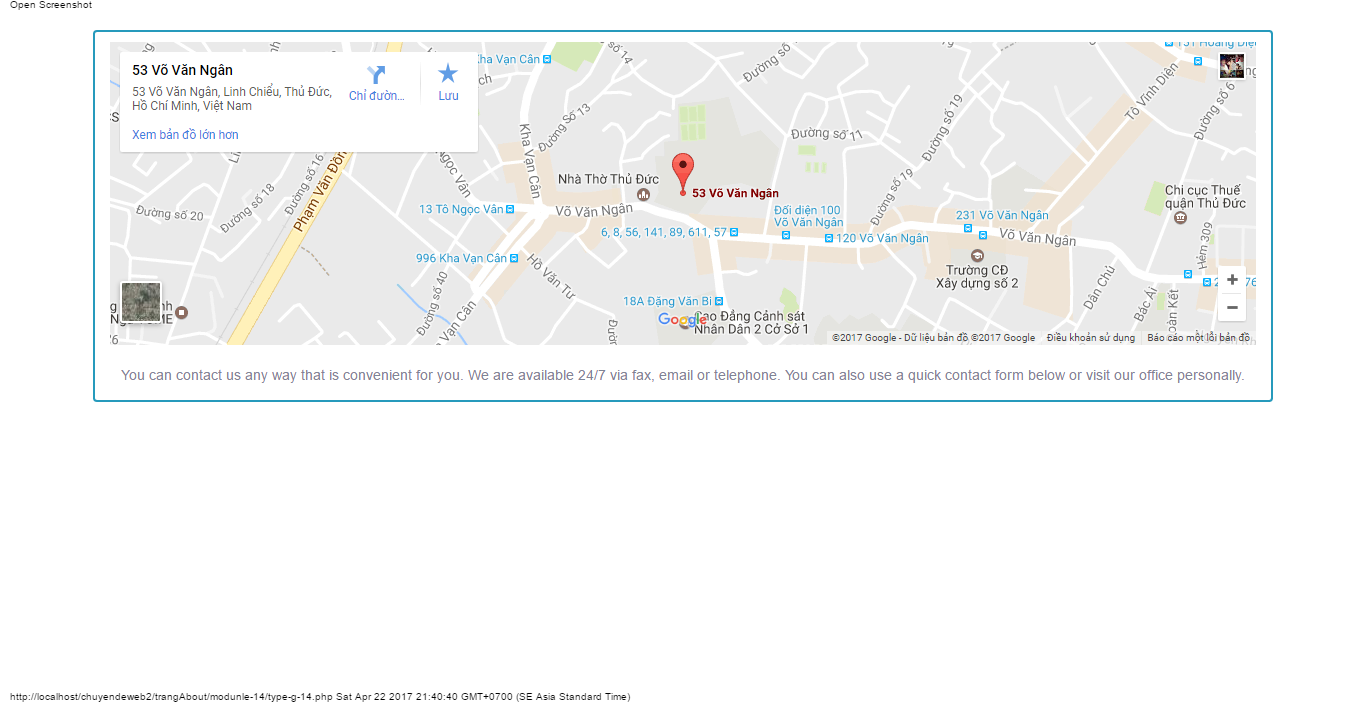 Open Screenshot
53 Võ Văn Ngân
53 Võ Văn Ngân, Linh Chiểu, Thủ Đức,
Hồ Chí Minh, Việt Nam
Xem bản đồ lớn hơn
Chỉ đườn...
Lưu
Kha Vạn Cân
số 14
Đường số
Tô Vĩnh Diện
Đường số 6
Đường số 13
Kha Vạn Cân
Đường số 11
Đường số 19
Đường số 16
Phạm Văn Đồn
Ngọc Vân
Nhà Thờ Thủ Đức
53 Võ Văn Ngân
Đường số 20
Đường số 18
13 Tô Ngọc Vân
Võ Văn Ngân
Đối diện 100
Võ Văn Ngân
Đường số 19
231 Võ Văn Ngân
Chi cục Thuế
quận Thủ Đức
6, 8, 56, 141, 89, 611, 57
120 Võ Văn Ngân
Võ Văn Ngân
Hẻm 309
996 Kha Vạn Cân
Hồ Văn Tư
Trường CĐ
Xây dựng số 2
Dân Chủ
Bác Ái
Đường số 40
Vạn Cân
18A Đặng Văn Bi
Google
Cao Đẳng Cảnh sát
Nhân Dân 2 Cở Sở 1
©2017 Google - Dữ liệu bản đồ ©2017 Google
Điều khoản sử dụng
Báo cáo một lỗi bản đồ
You can contact us any way that is convenient for you. We are available 24/7 via fax, email or telephone. You can also use a quick contact form below or visit our office personally.
http://localhost/chuyendeweb2/trangAbout/modunle-14/type-g-14.php Sat Apr 22 2017 21:40:40 GMT+0700 (SE Asia Standard Time)